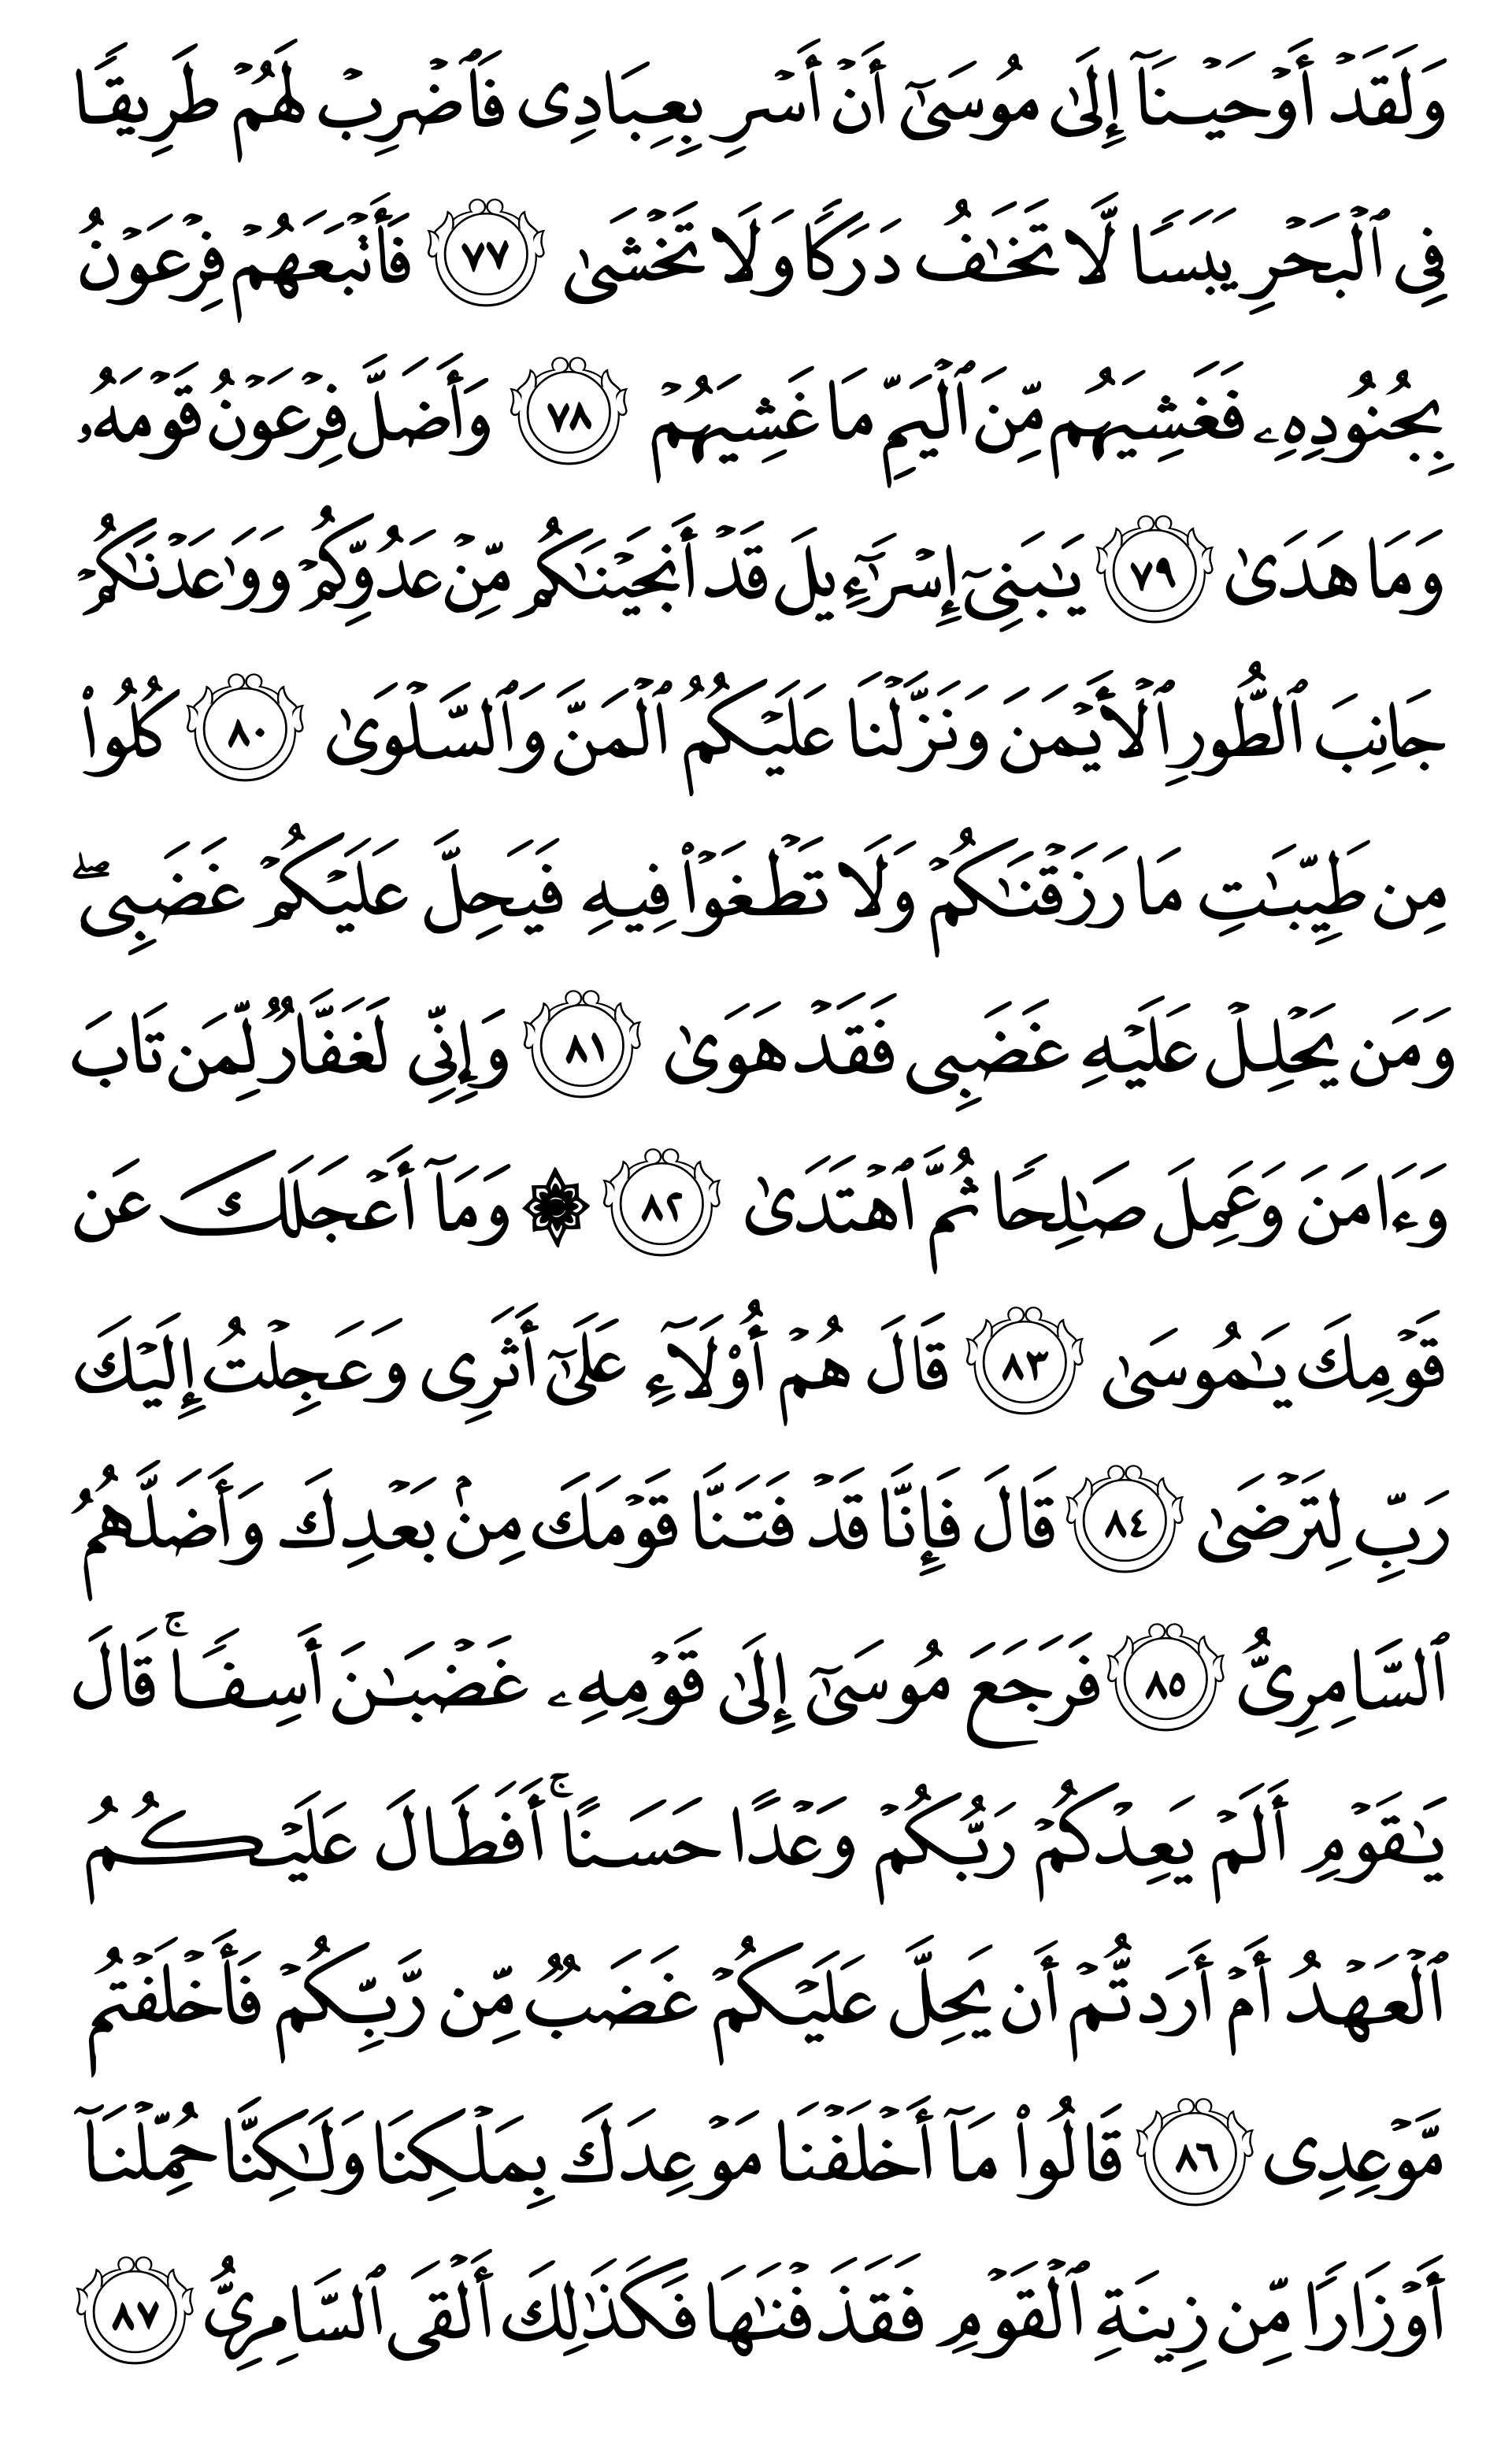 وَلَقَدْ أَوْحَيْنَآ إِلَىٰ مُوسَىٰٓ أَنْ أَسْرِ بِعِبَادِى فَٱضْرِبْ لَهُمْ طَرِيقًا
فِي ٱلْبَحْرِ يَبَسًا لَّا تَخَٰفُ دَرَكًا وَلَا تَخْشَىٰ ٧٧ فَأَتْبَعَهُمْ فِرْعَوْنُ
بِجُنُودِهِۦ فَغَشِيَهُم مِّنَ ٱلْيَمِّ مَا غَشِيَهُمْ ٧٨ وَأَضَلَّ فِرْعَوْنُ قَوْمَهُۥ
وَمَا هَدَىٰ ٧٩ يَٰبَنِىٓ إِسْرَٰٓءِيلَ قَدْ أَنجَيْنَٰكُم مِّنْ عَدُوِّكُمْ وَوَٰعَدْنَٰكُمْ
جَانِبَ ٱلطُّورِ ٱلْأَيْمَنَ وَنَزَّلْنَا عَلَيْكُمُ ٱلْمَنَّ وَٱلسَّلْوَىٰ ٨٠ كُلُوا۟
مِن طَيِّبَٰتِ مَا رَزَقْنَٰكُمْ وَلَا تَطْغَوْا۟ فِيهِ فَيَحِلَّ عَلَيْكُمْ غَضَبِى ۖ
وَمَن يَحْلِلْ عَلَيْهِ غَضَبِى فَقَدْ هَوَىٰ ٨١ وَإِنِّي لَغَفَّارٌ لِّمَن تَابَ
وَءَامَنَ وَعَمِلَ صَٰلِحًا ثُمَّ ٱهْتَدَىٰ ٨٢ ۞ وَمَآ أَعْجَلَكَ عَن
قَوْمِكَ يَٰمُوسَىٰ ٨٣ قَالَ هُمْ أُو۟لَآءِ عَلَىٰٓ أَثَرِى وَعَجِلْتُ إِلَيْكَ
رَبِّ لِتَرْضَىٰ ٨٤ قَالَ فَإِنَّا قَدْ فَتَنَّا قَوْمَكَ مِنۢ بَعْدِكَ وَأَضَلَّهُمُ
ٱلسَّامِرِىُّ ٨٥ فَرَجَعَ مُوسَىٰٓ إِلَىٰ قَوْمِهِۦ غَضْبَٰنَ أَسِفًا ۚ قَالَ
يَٰقَوْمِ أَلَمْ يَعِدْكُمْ رَبُّكُمْ وَعْدًا حَسَنًا ۚ أَفَطَالَ عَلَيْكُمُ
ٱلْعَهْدُ أَمْ أَرَدتُّمْ أَن يَحِلَّ عَلَيْكُمْ غَضَبٌ مِّن رَّبِّكُمْ فَأَخْلَفْتُم
مَّوْعِدِى ٨٦ قَالُوا۟ مَآ أَخْلَفْنَا مَوْعِدَكَ بِمَلْكِنَا وَلَٰكِنَّا حُمِّلْنَآ
أَوْزَارًا مِّن زِينَةِ ٱلْقَوْمِ فَقَذَفْنَٰهَا فَكَذَٰلِكَ أَلْقَى ٱلسَّامِرِىُّ ٨٧